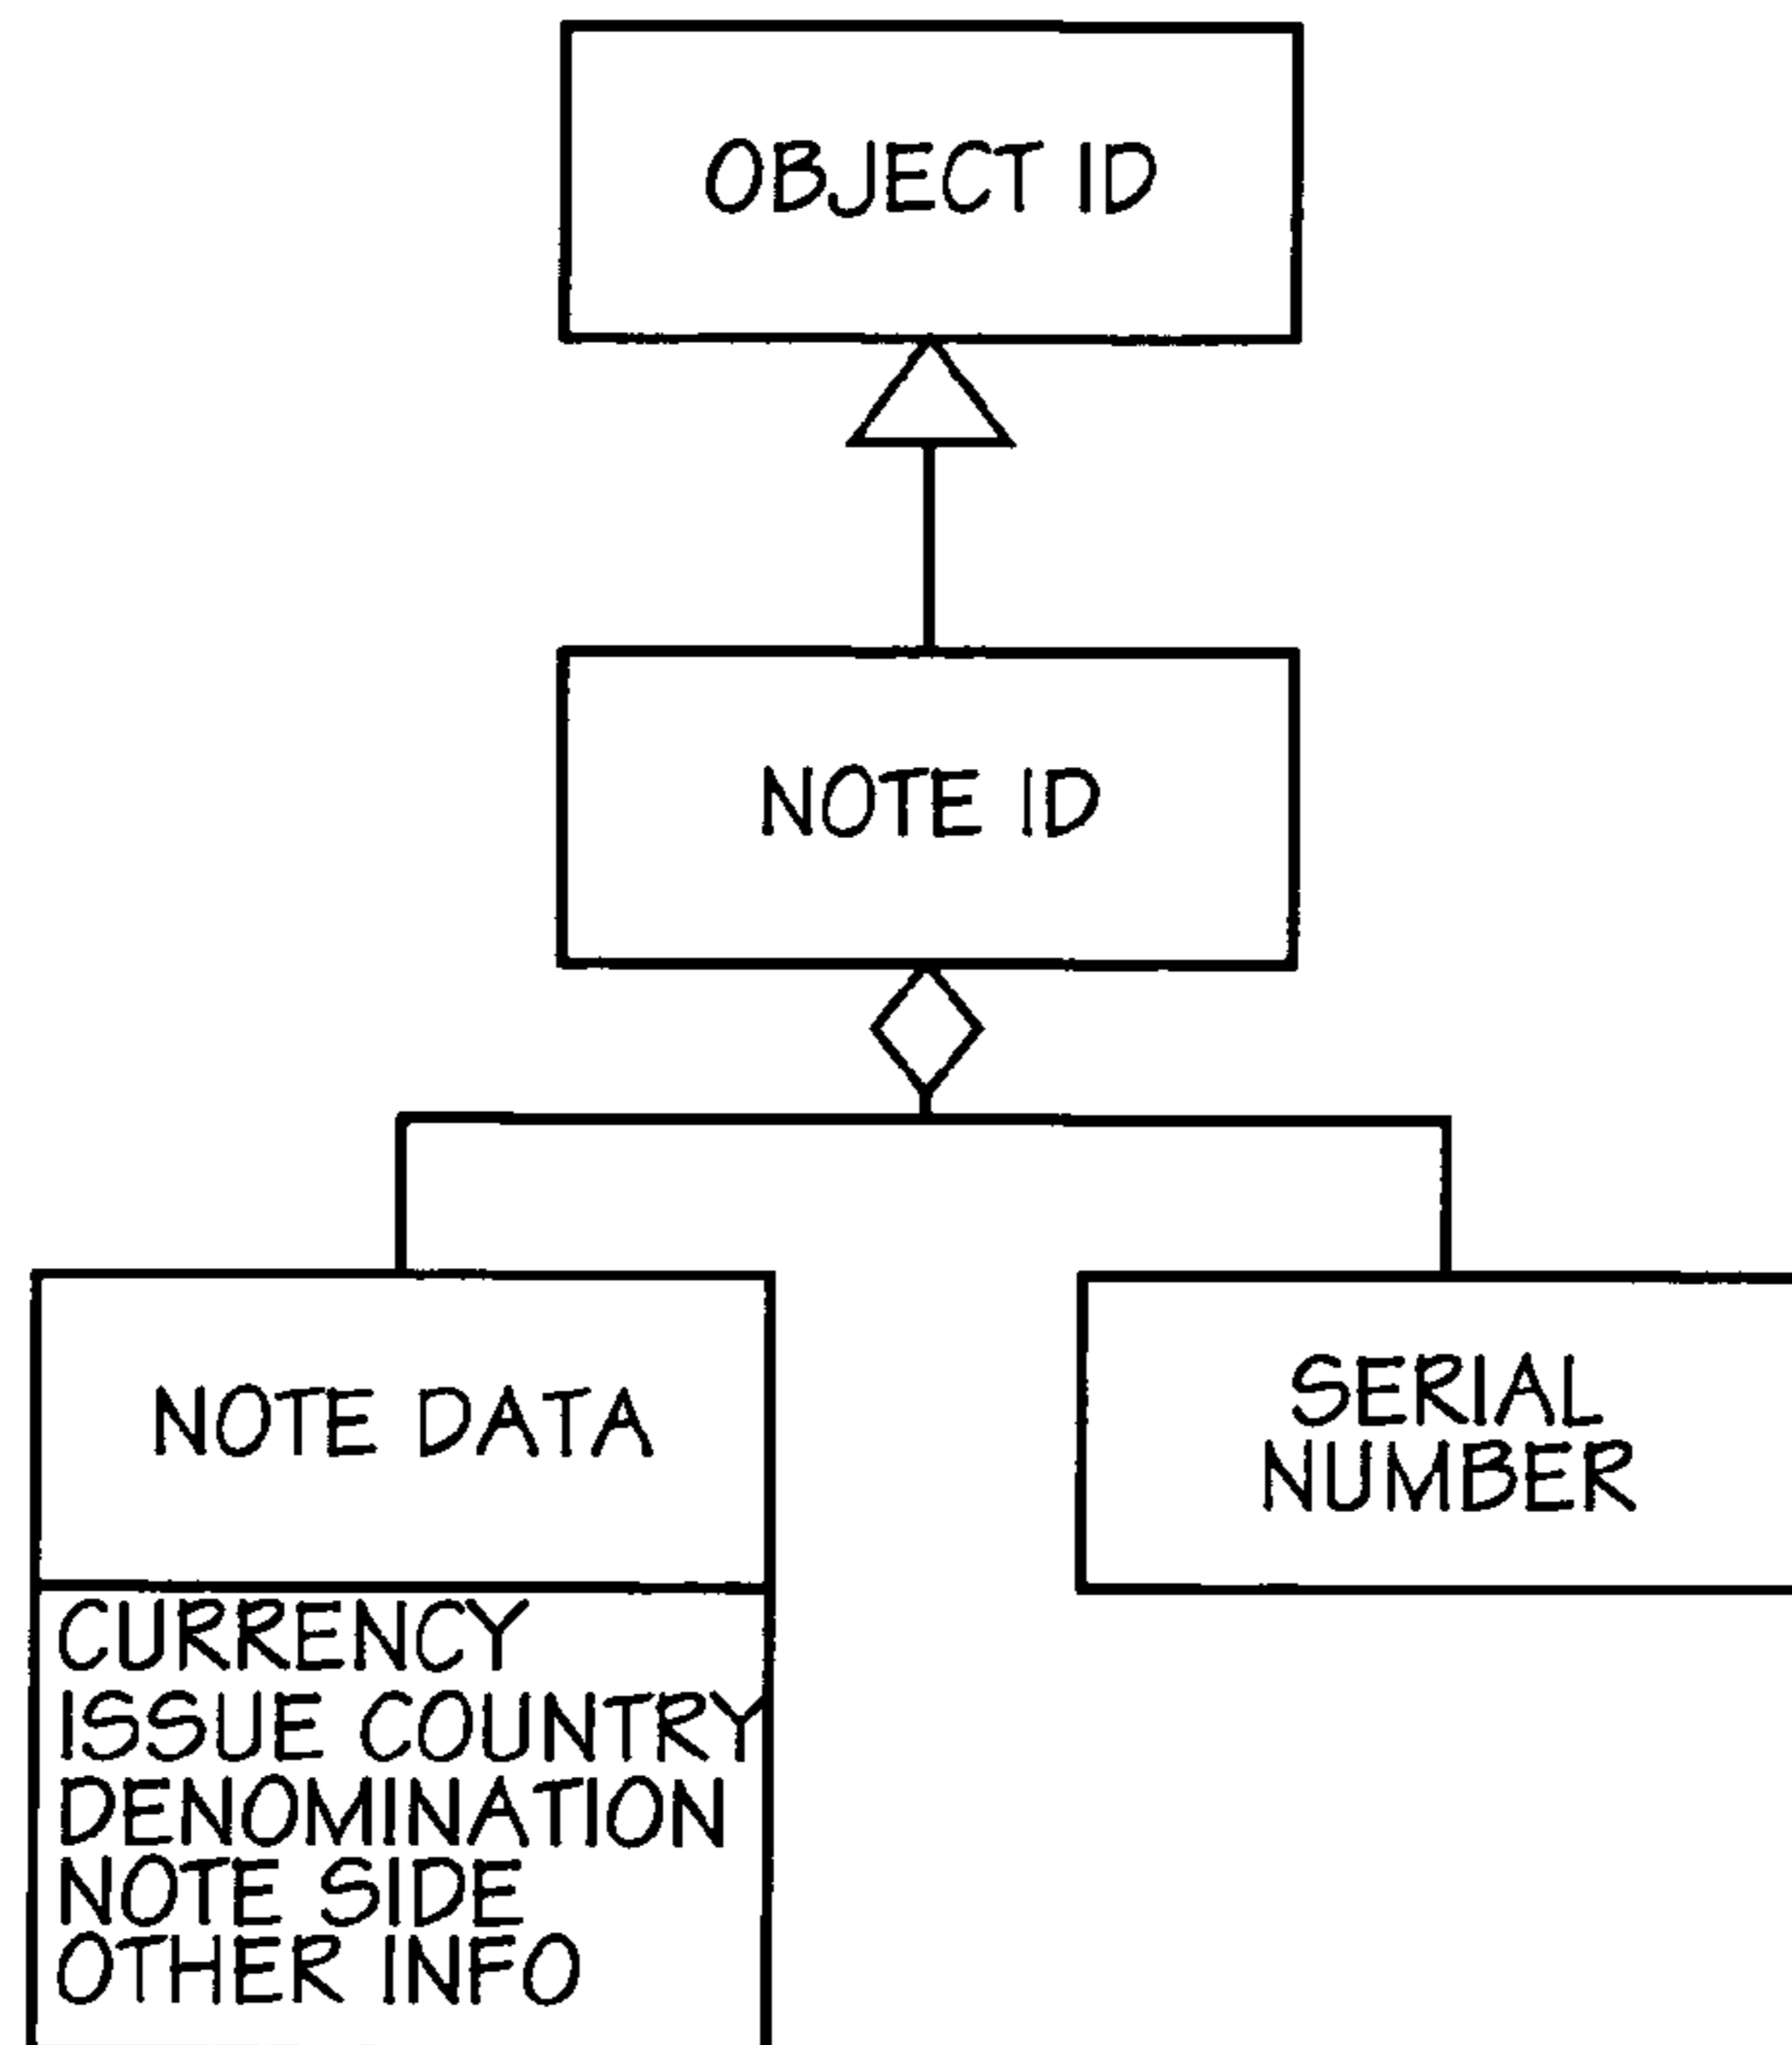 OBJECT ID
NOTE ID
NOTE DATA
SERIAL
NUMBER
CURRENCY
ISSUE COUNTRY
DENOMINATION
NOTE SIDE
OTHER INFO